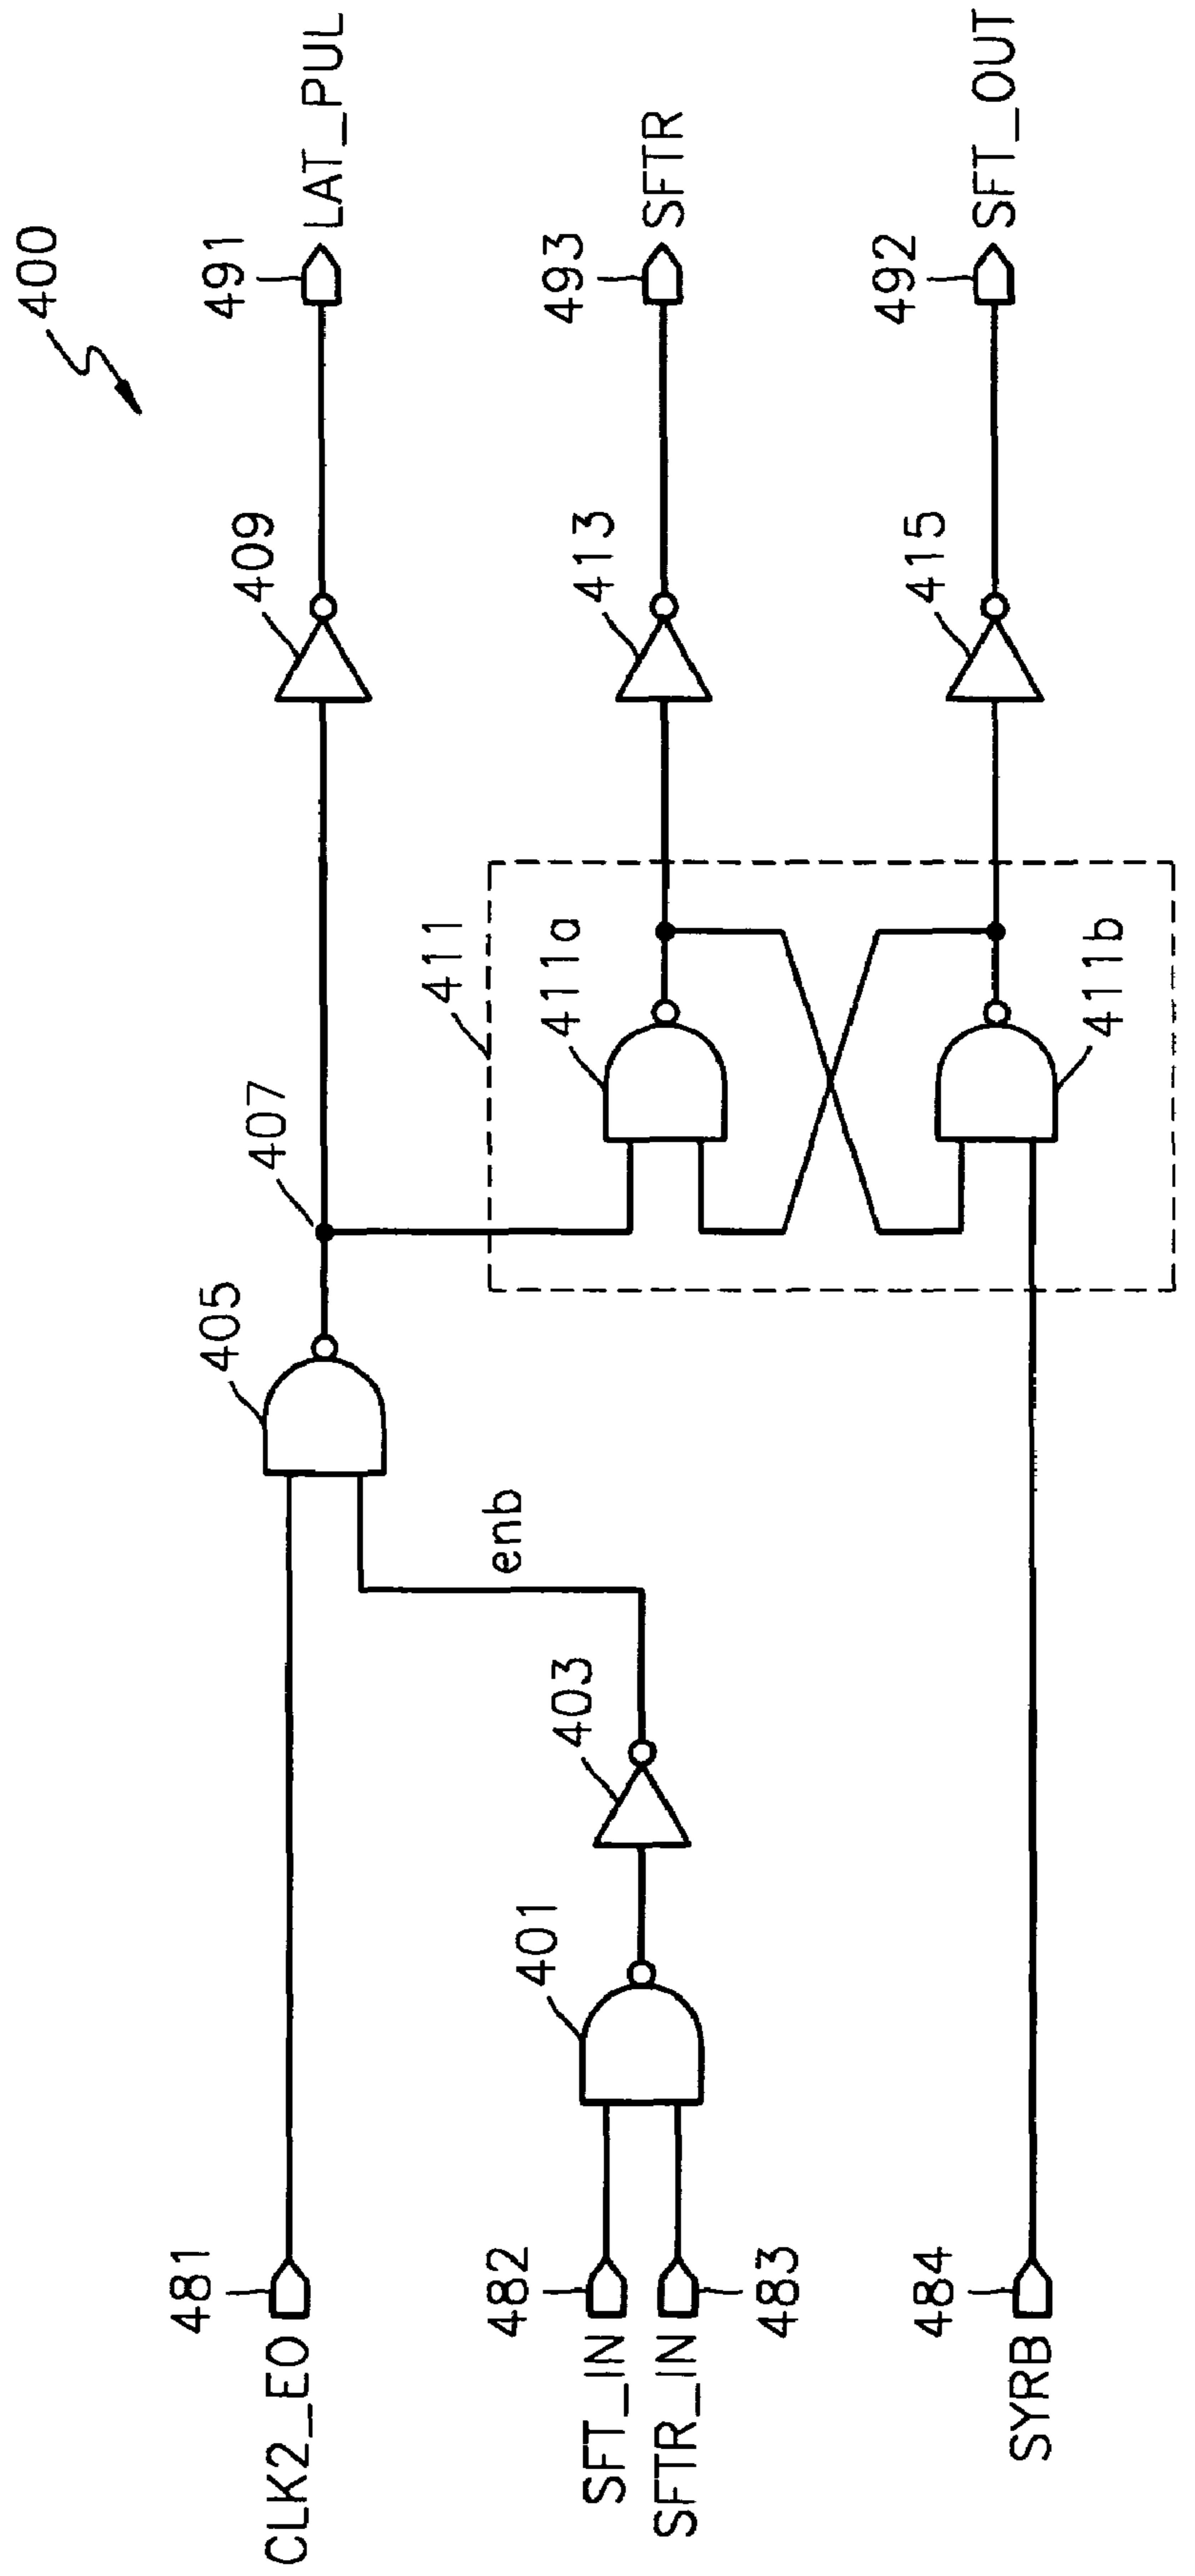 400
CLK2_EO
481
405
407
409
491
LAT_PUL
enb
SFT_IN
482
SFTR_IN
483
401
403
411
411a
413
493
SFTR
SYRB
484
411b
415
492
SFT_OUT